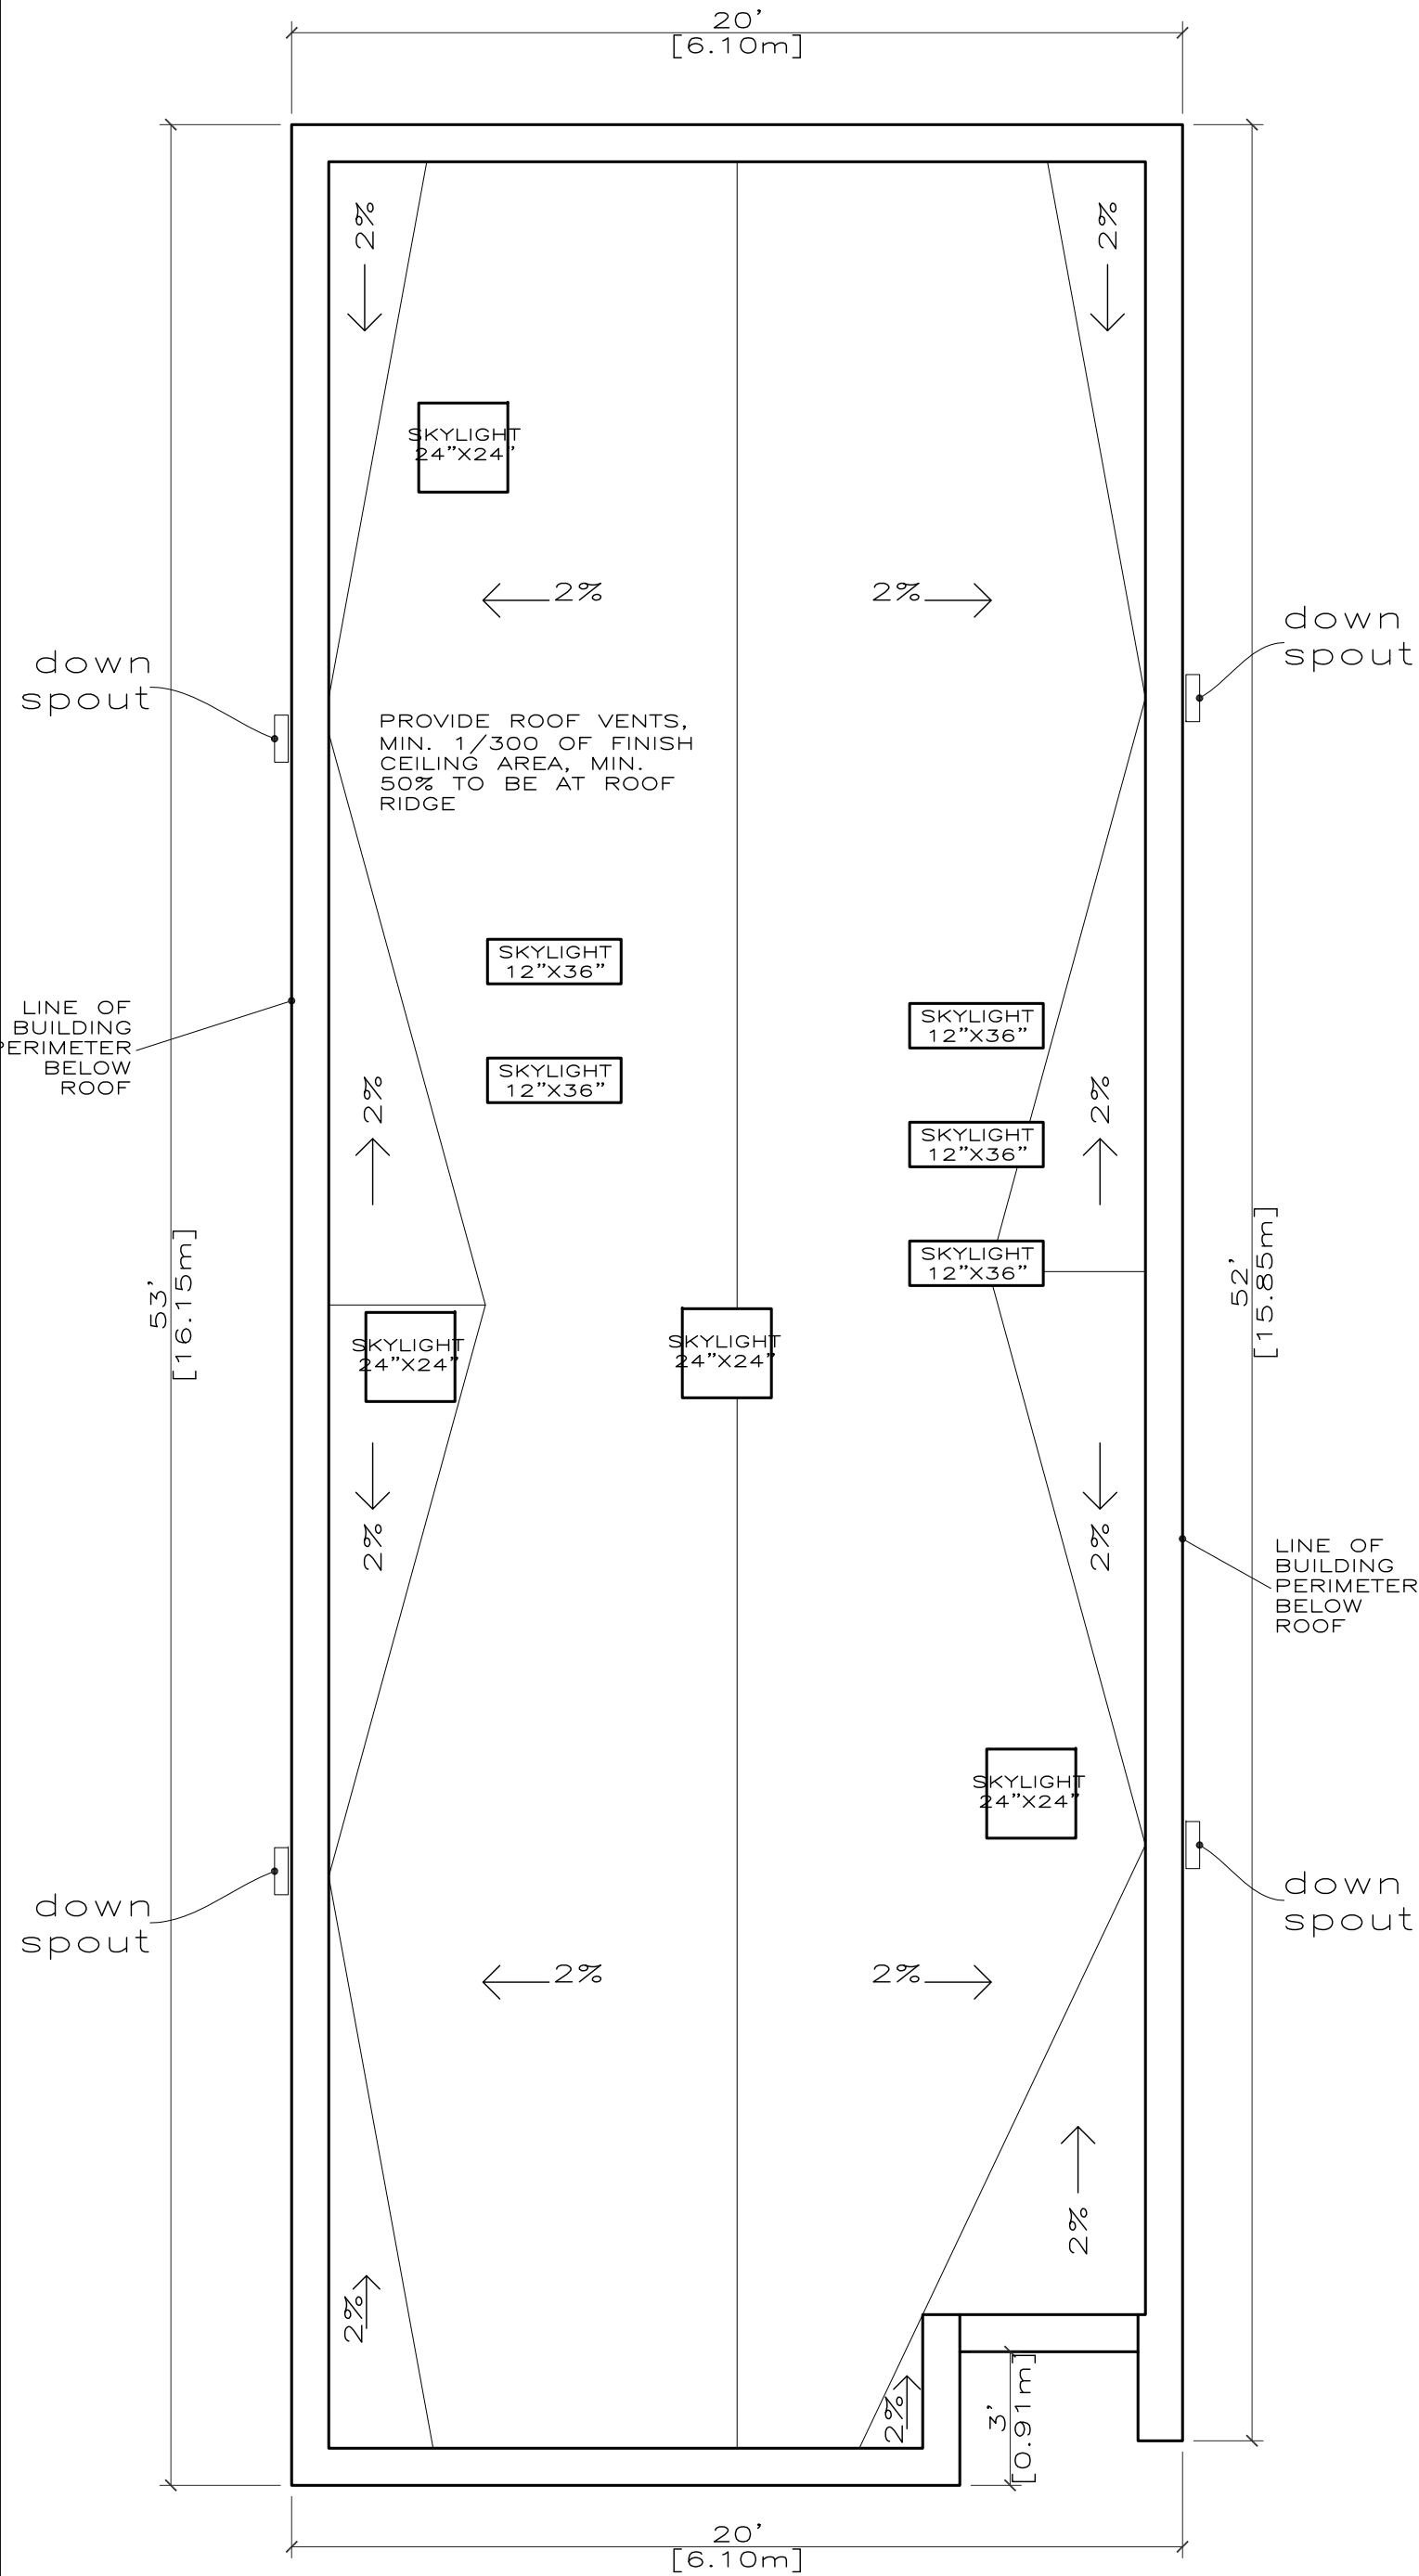 20'
[6.10m]
2%
2%
SKYLIGHT
24"X24"
2%
2%
down
spout
down
spout
PROVIDE ROOF VENTS,
MIN. 1/300 OF FINISH
CEILING AREA, MIN.
50% TO BE AT ROOF
RIDGE
SKYLIGHT
12"X36"
SKYLIGHT
12"X36"
LINE OF
BUILDING
PERIMETER
BELOW
ROOF
SKYLIGHT
12"X36"
SKYLIGHT
12"X36"
2%
2%
SKYLIGHT
12"X36"
53'
[16.15m]
52'
[15.85m]
SKYLIGHT
24"X24"
SKYLIGHT
24"X24"
2%
2%
LINE OF
BUILDING
PERIMETER
BELOW
ROOF
SKYLIGHT
24"X24"
down
spout
down
spout
2%
2%
2%
2%
2%
3'
[0.91m]
20'
[6.10m]